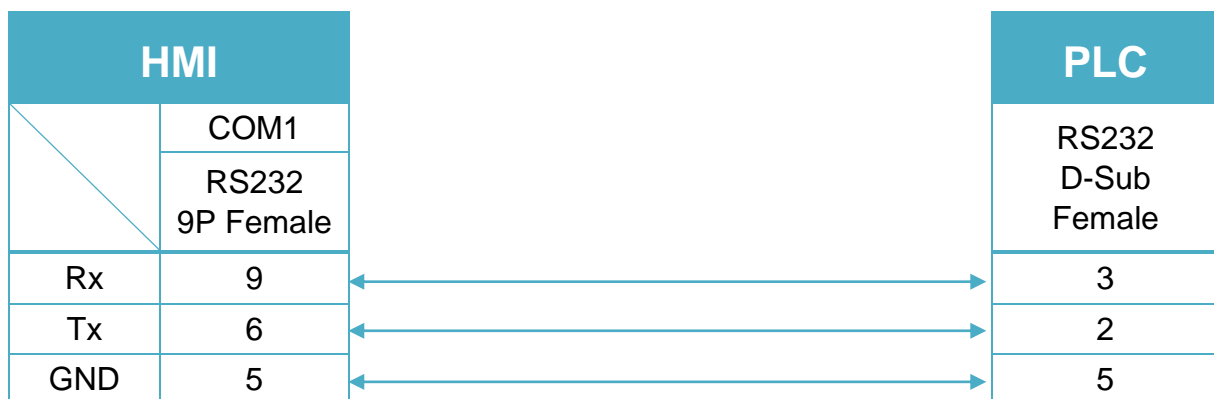 HMI
PLC
COM1
RS232
9P Female
RS232
D-Sub
Female
Rx 9 3
Tx 6 2
GND 5 5